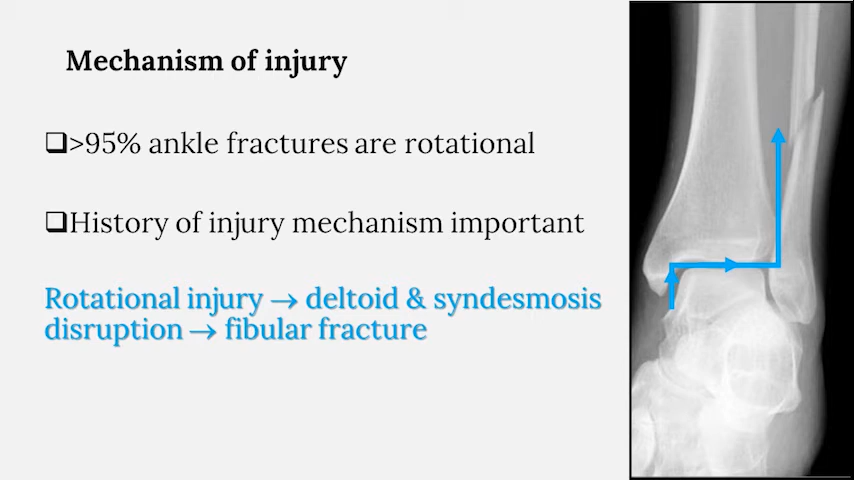 Mechanism of injury
❑>95% ankle fractures are rotational
❑History of injury mechanism important
Rotational injury → deltoid & syndesmosis
disruption → fibular fracture